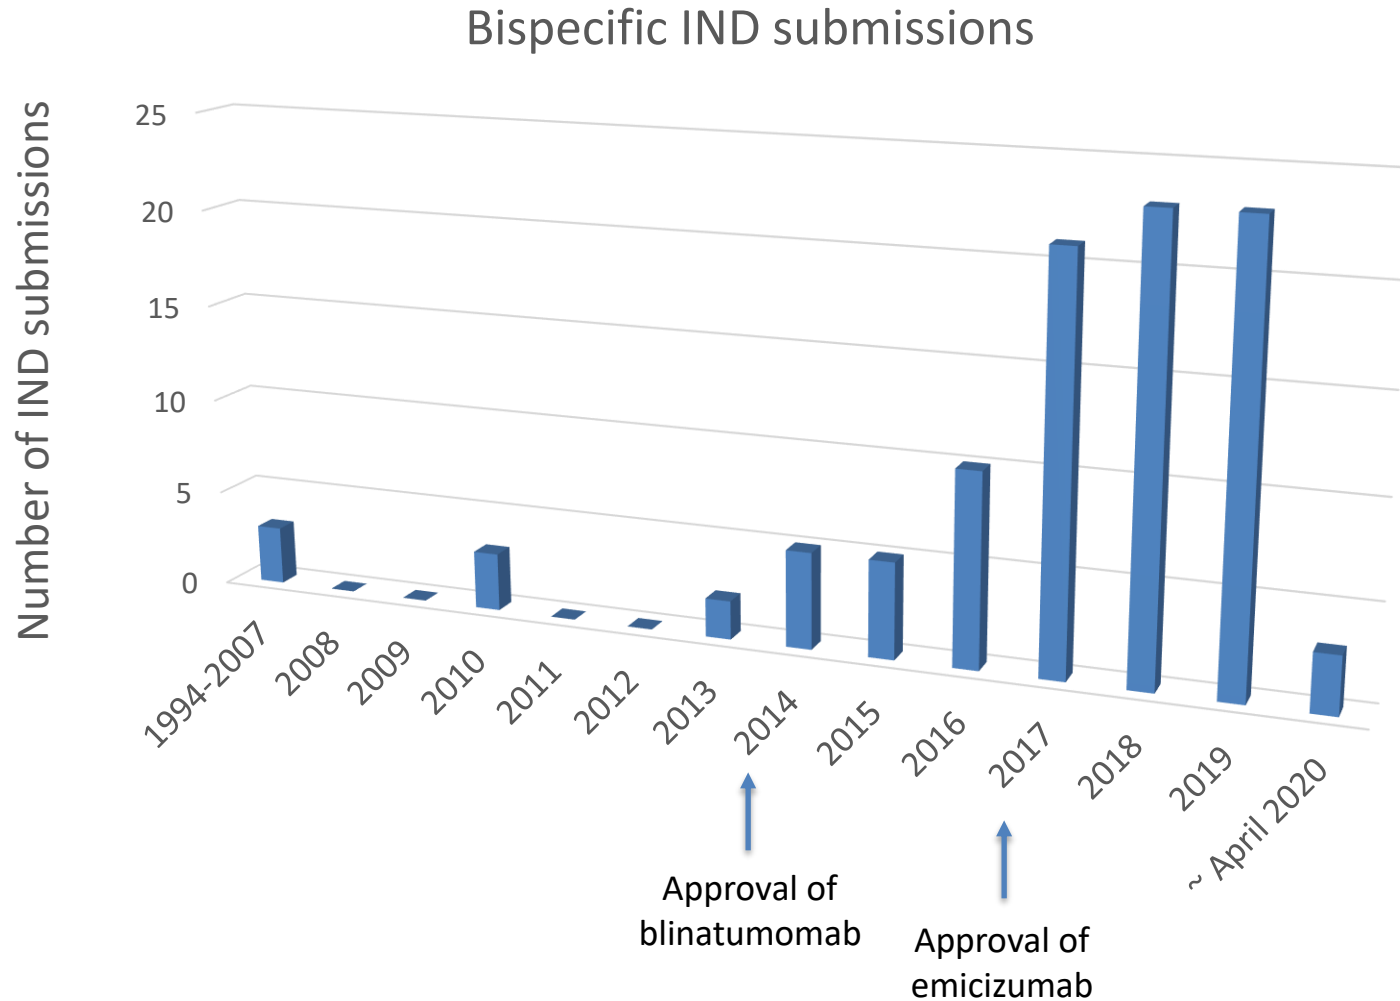 Bispecific IND submissions
Number of IND submissions
25
20
15
10
5
0
1994-2007
2008
2009
2010
2011
2012
2013
2014
2015
2016
2017
2018
2019
~ April 2020
Approval of
blinatumomab
Approval of
emicizumab